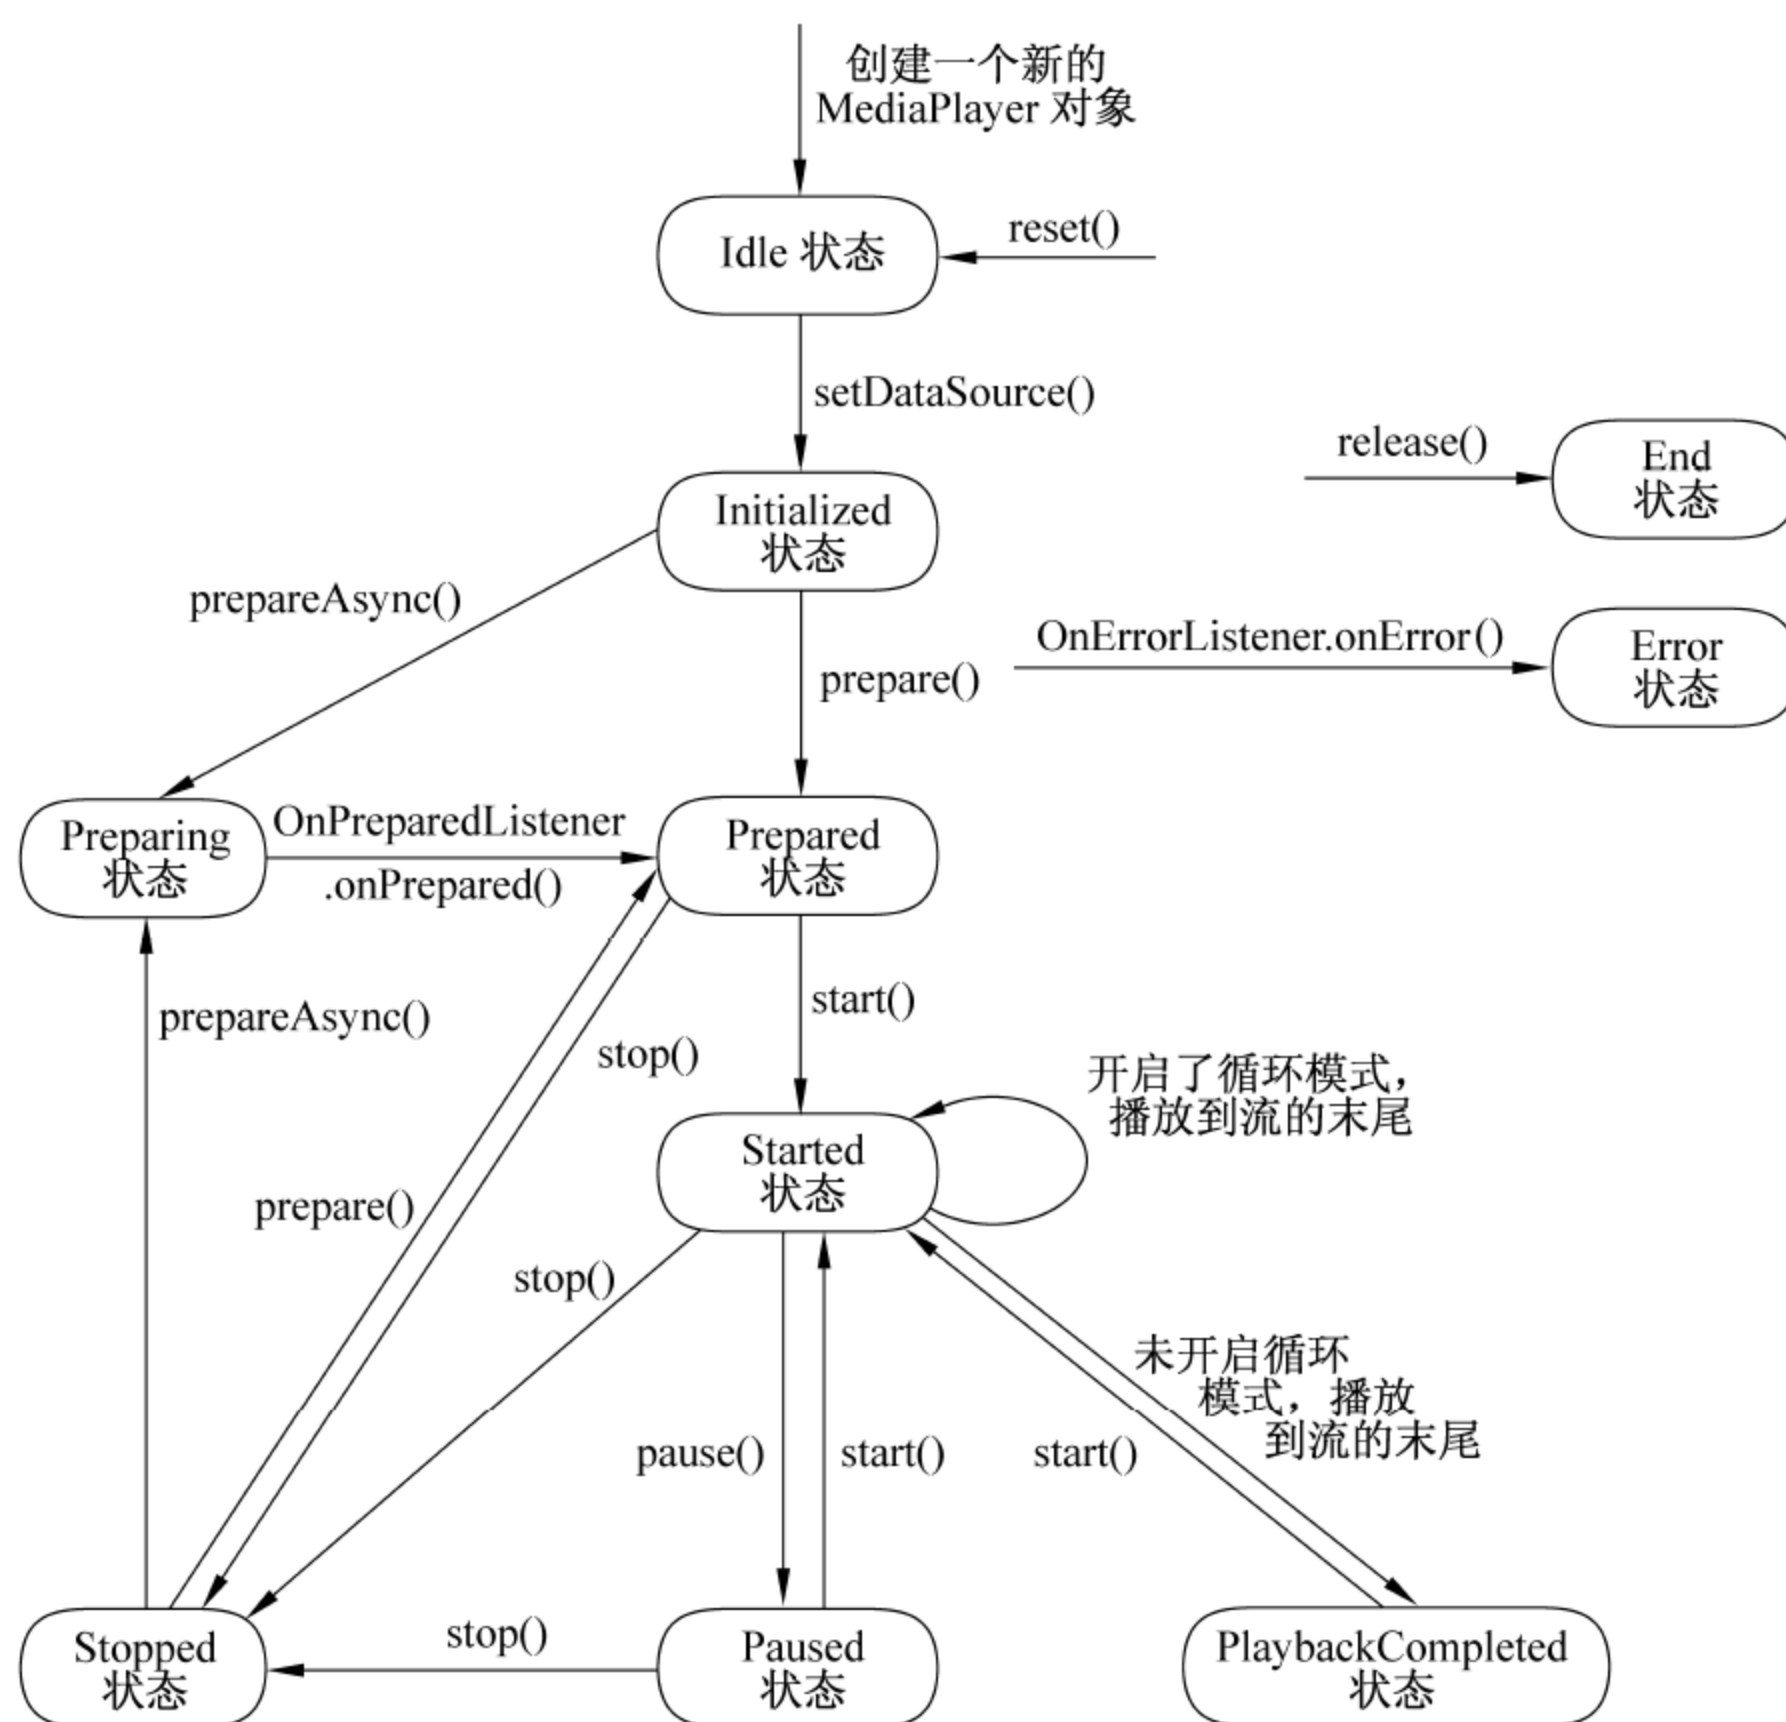 创建一个新的
MediaPlayer 对象
Idle 状态
reset()
setDataSource()
release()
End
状态
Initialized
状态
prepareAsync()
OnErrorListener.onError()
Error
状态
prepare()
Preparing
状态
OnPreparedListener
.onPrepared()
Prepared
状态
prepareAsync()
start()
stop()
开启了循环模式，
播放到流的末尾
Started
状态
prepare()
stop()
未开启循环
模式，播放
到流的末尾
pause()
start()
start()
Stopped
状态
stop()
Paused
状态
PlaybackCompleted
状态